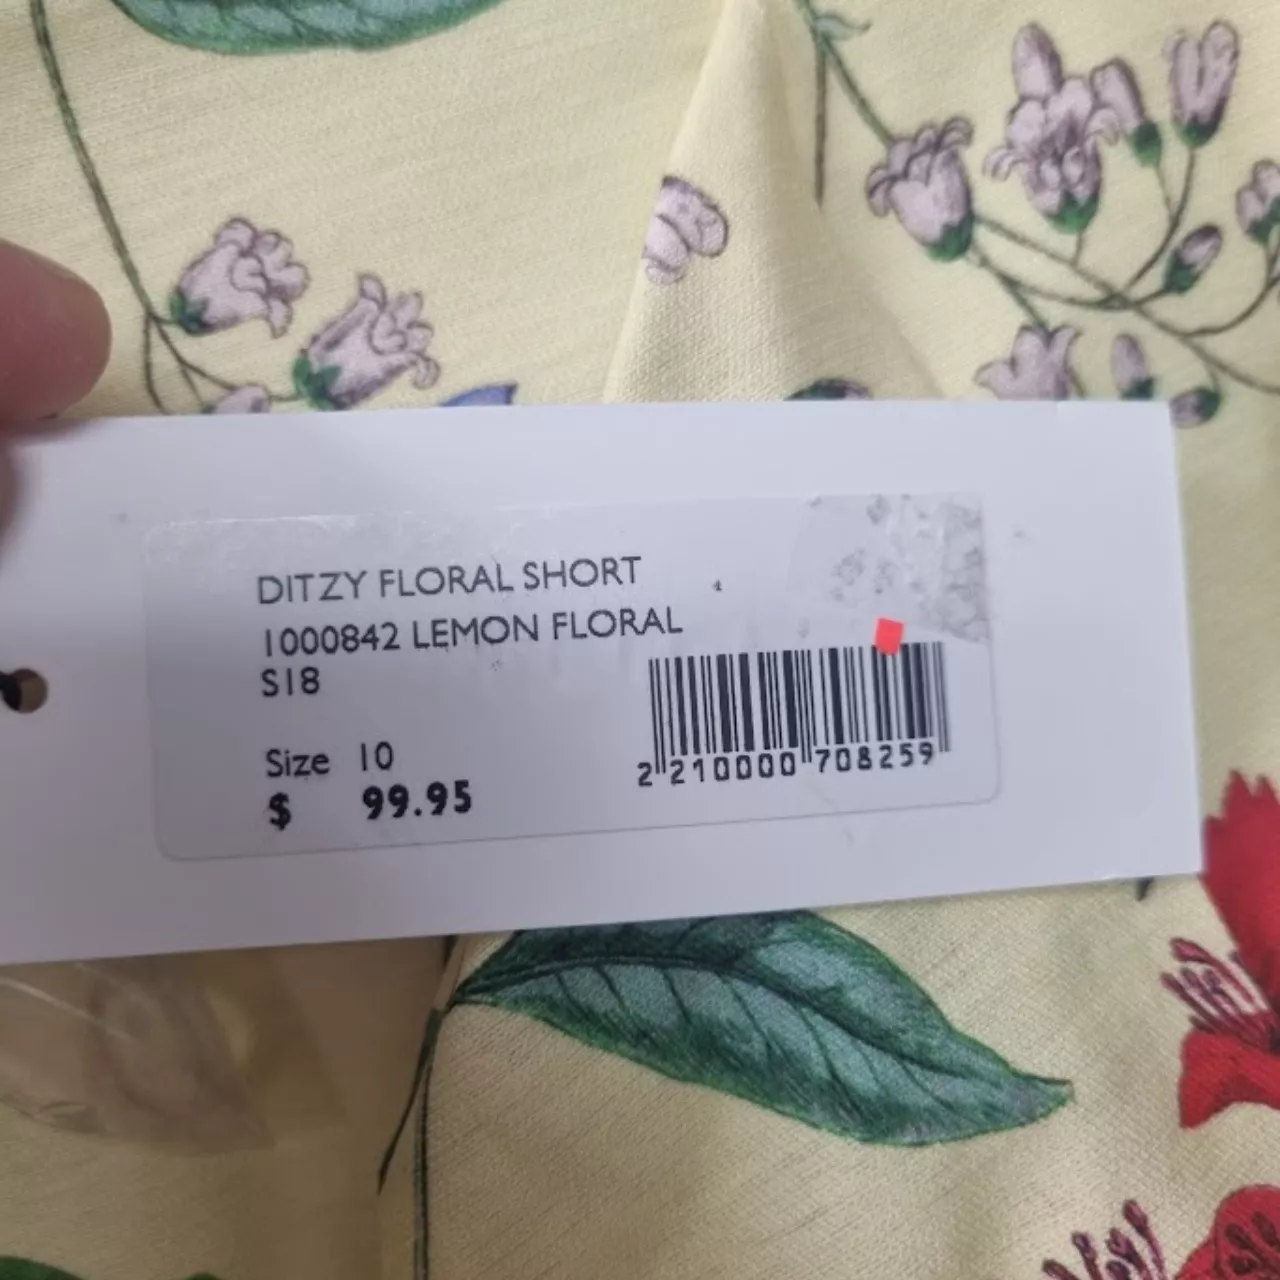 DITZY FLORAL SHORT
1000842 LEMON FLORAL
S18
Size 10
$ 99.95
2 210000 708259